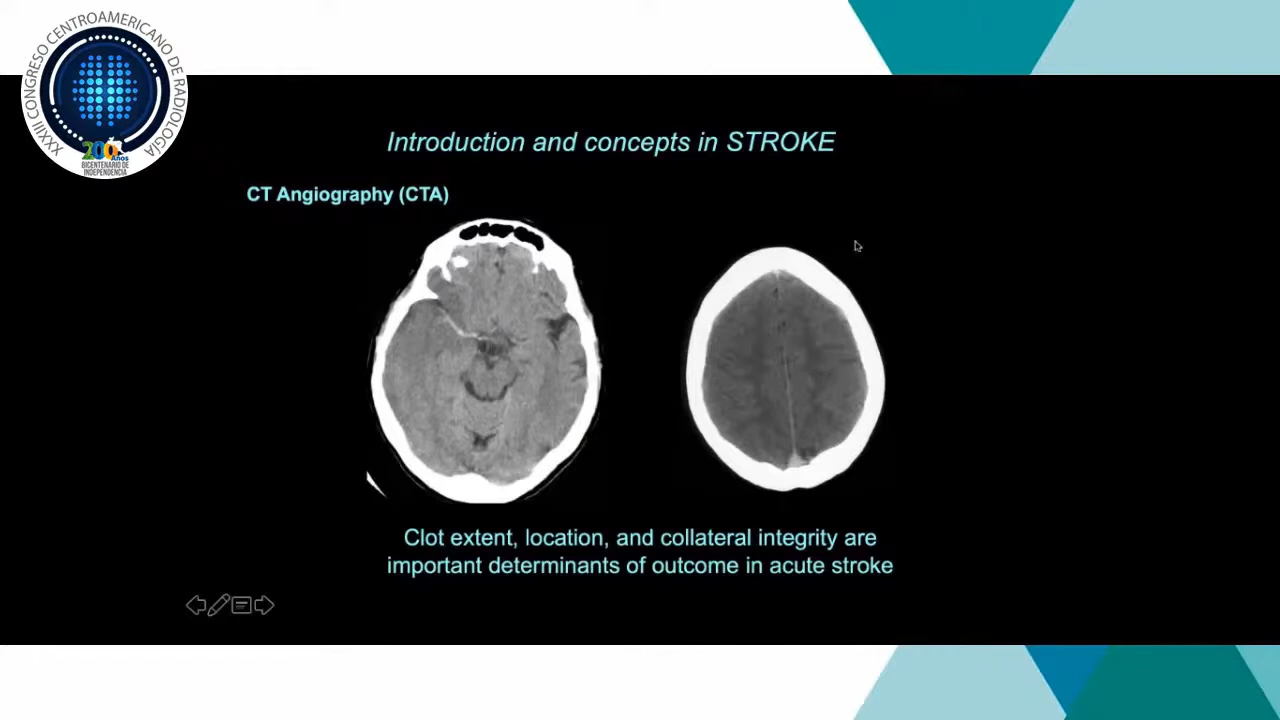 XXXIII CONGRESO CENTROAMERICANO DE RADIOLOGÍA
200
Años
BICENTENARIO DE
INDEPENDENCIA
Introduction and concepts in STROKE
CT Angiography (CTA)
Clot extent, location, and collateral integrity are
important determinants of outcome in acute stroke